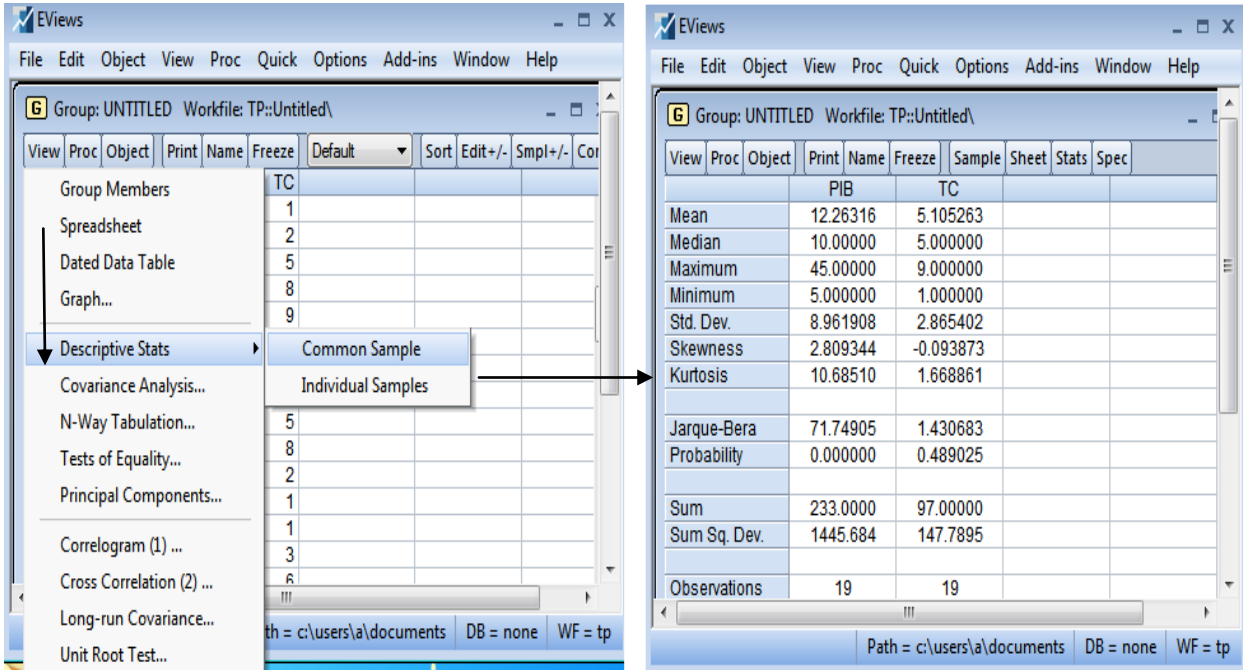 EViews
File Edit Object View Proc Quick Options Add-ins Window Help
G Group: UNTITLED Workfile: TP::Untitled\
View Proc Object Print Name Freeze Default Sort Edit+/- Smpl+/-
TC
1
2
5
8
9
5
8
2
1
1
3
6
Group Members
Spreadsheet
Dated Data Table
Graph...
Descriptive Stats
Covariance Analysis...
N-Way Tabulation...
Tests of Equality...
Principal Components...
Correlogram (1) ...
Cross Correlation (2) ...
Long-run Covariance...
Unit Root Test...
Common Sample
Individual Samples
= c:\users\a\documents DB = none WF = tp
EViews
File Edit Object View Proc Quick Options Add-ins Window Help
G Group: UNTITLED Workfile: TP::Untitled\
View Proc Object Print Name Freeze Sample Sheet Stats Spec
PIB TC
Mean 12.26316 5.105263
Median 10.00000 5.000000
Maximum 45.00000 9.000000
Minimum 5.000000 1.000000
Std. Dev. 8.961908 2.865402
Skewness 2.809344 -0.093873
Kurtosis 10.68510 1.668861
Jarque-Bera 71.74905 1.430683
Probability 0.000000 0.489025
Sum 233.0000 97.00000
Sum Sq. Dev. 1445.684 147.7895
Observations 19 19
Path = c:\users\a\documents DB = none WF = tp